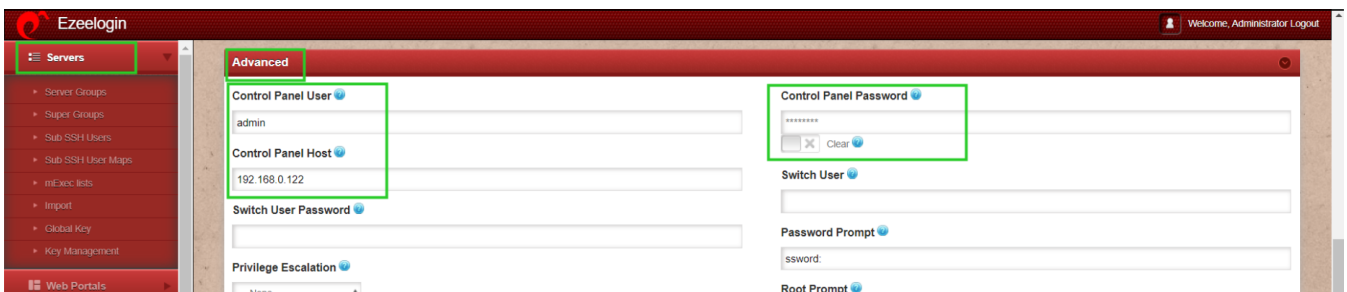 Ezeelogin
Welcome, Administrator Logout
Servers
Server Groups
Super Groups
Sub SSH Users
Sub SSH User Maps
mExec lists
Import
Global Key
Key Management
Web Portals
Advanced
Control Panel User
admin
Control Panel Host
192.168.0.122
Switch User Password
Privilege Escalation
None
Control Panel Password
********
Clear
Switch User
Password Prompt
ssword:
Root Prompt